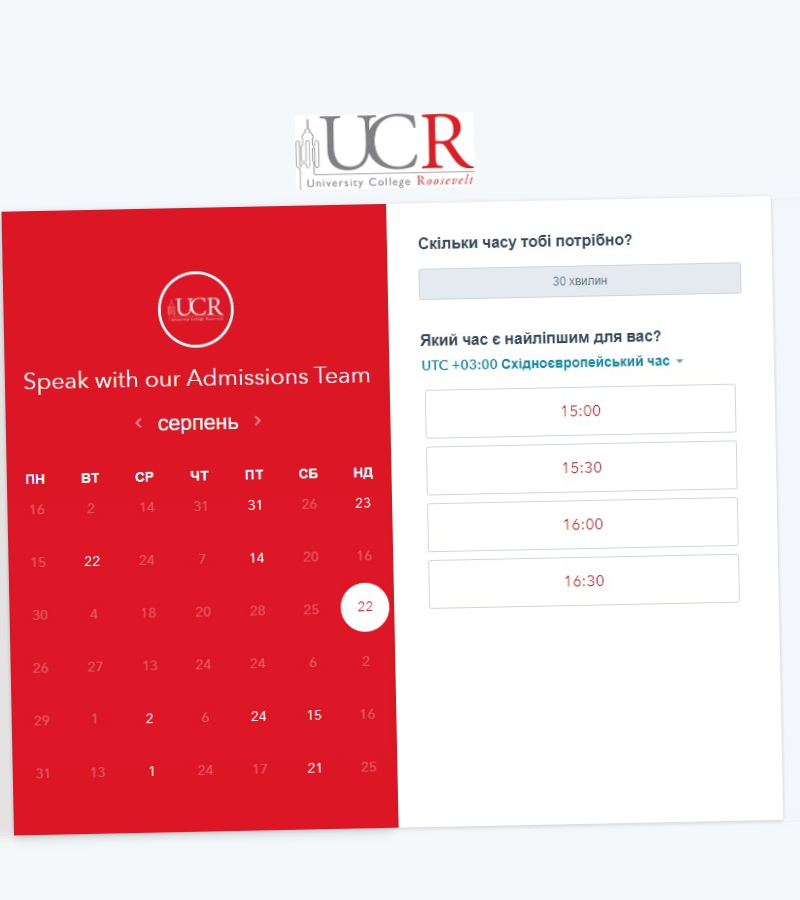 UCR
University College Roosevelt
UCR
University College Roosevelt
Speak with our Admissions Team
серпень
ПН ВТ СР ЧТ ПТ СБ НД
16 2 14 31 31 26 23
15 22 24 7 14 20 16
30 4 18 20 28 25 22
26 27 13 24 24 6 2
29 1 2 6 24 15 16
31 13 1 24 17 21 25
Скільки часу тобі потрібно?
30 хвилин
Який час є найліпшим для вас?
UTC +03:00 Східноєвропейський час
15:00
15:30
16:00
16:30